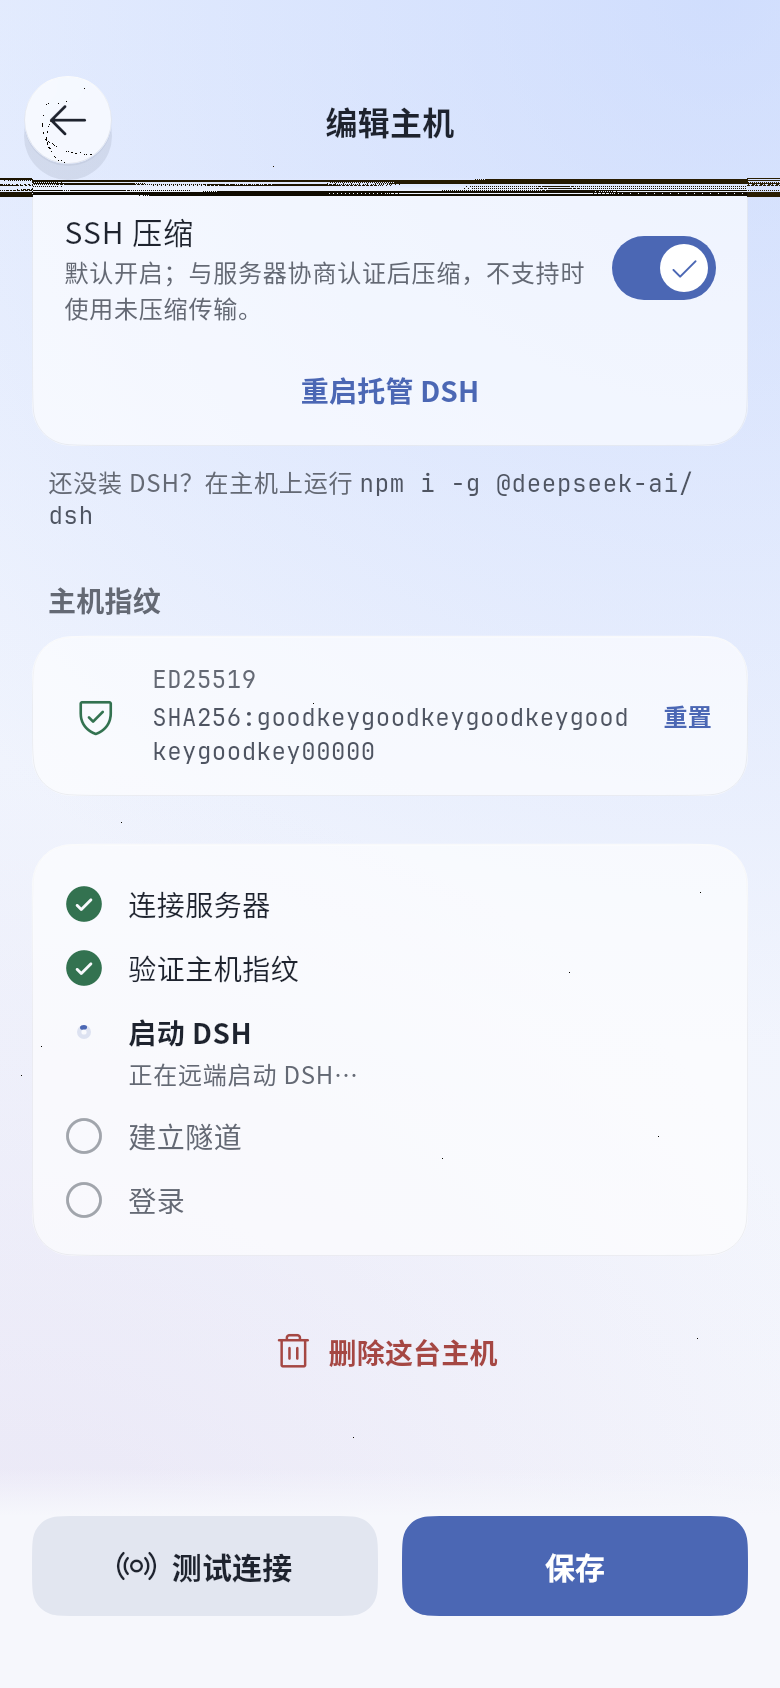 编辑主机
SSH 压缩
默认开启；与服务器协商认证后压缩，不支持时
使用未压缩传输。
重启托管 DSH
还没装 DSH？在主机上运行 npm i -g @deepseek-ai/
dsh
主机指纹
ED25519
SHA256:goodkeygoodkeygoodkeygood
keygoodkey00000
重置
连接服务器
验证主机指纹
启动 DSH
正在远端启动 DSH…
建立隧道
登录
删除这台主机
测试连接
保存